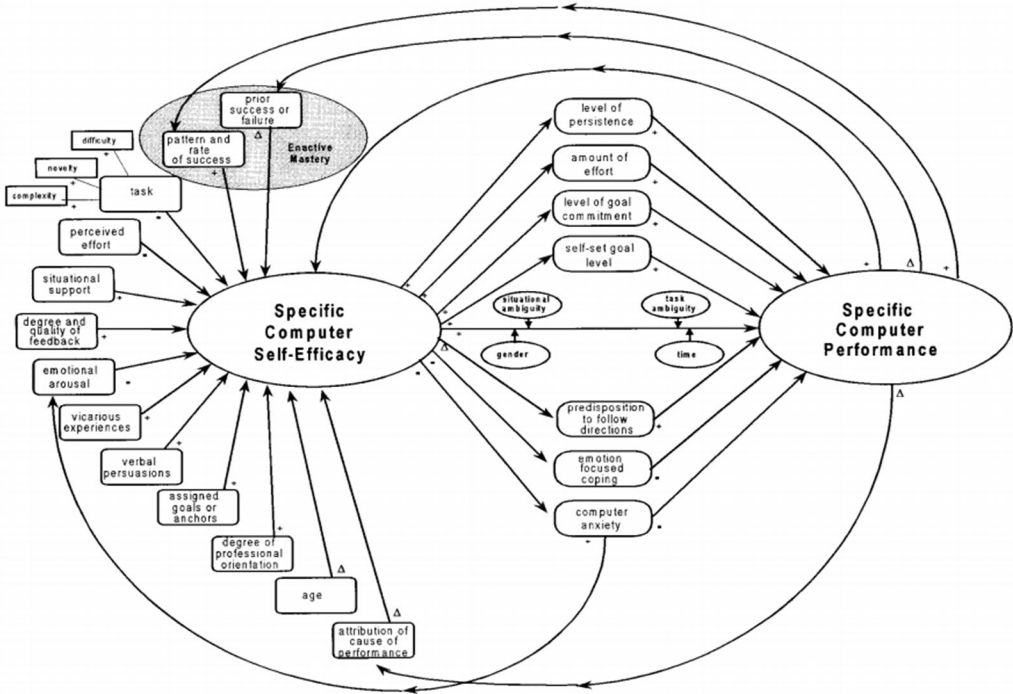 prior
success or
failure
Δ
Enactive
Mastery
pattern and
rate
of success
+
difficulty
+
novelty
+
complexity
+
task
-
perceived
effort
-
situational
support
+
degree and
quality of
feedback
+
emotional
arousal
-
vicarious
experiences
+
verbal
persuasions
+
assigned
goals or
anchors
+
degree of
professional
orientation
+
age
Δ
attribution of
cause of
performance
Δ
Specific
Computer
Self-Efficacy
+
+
+
+
+
Δ
-
-
level of
persistence
+
amount of
effort
+
level of goal
commitment
+
self-set goal
level
+
situational
ambiguity
task
ambiguity
gender
time
predisposition
to follow
directions
+
emotion
focused
coping
-
computer
anxiety
-
+
+
Δ
+
Specific
Computer
Performance
Δ